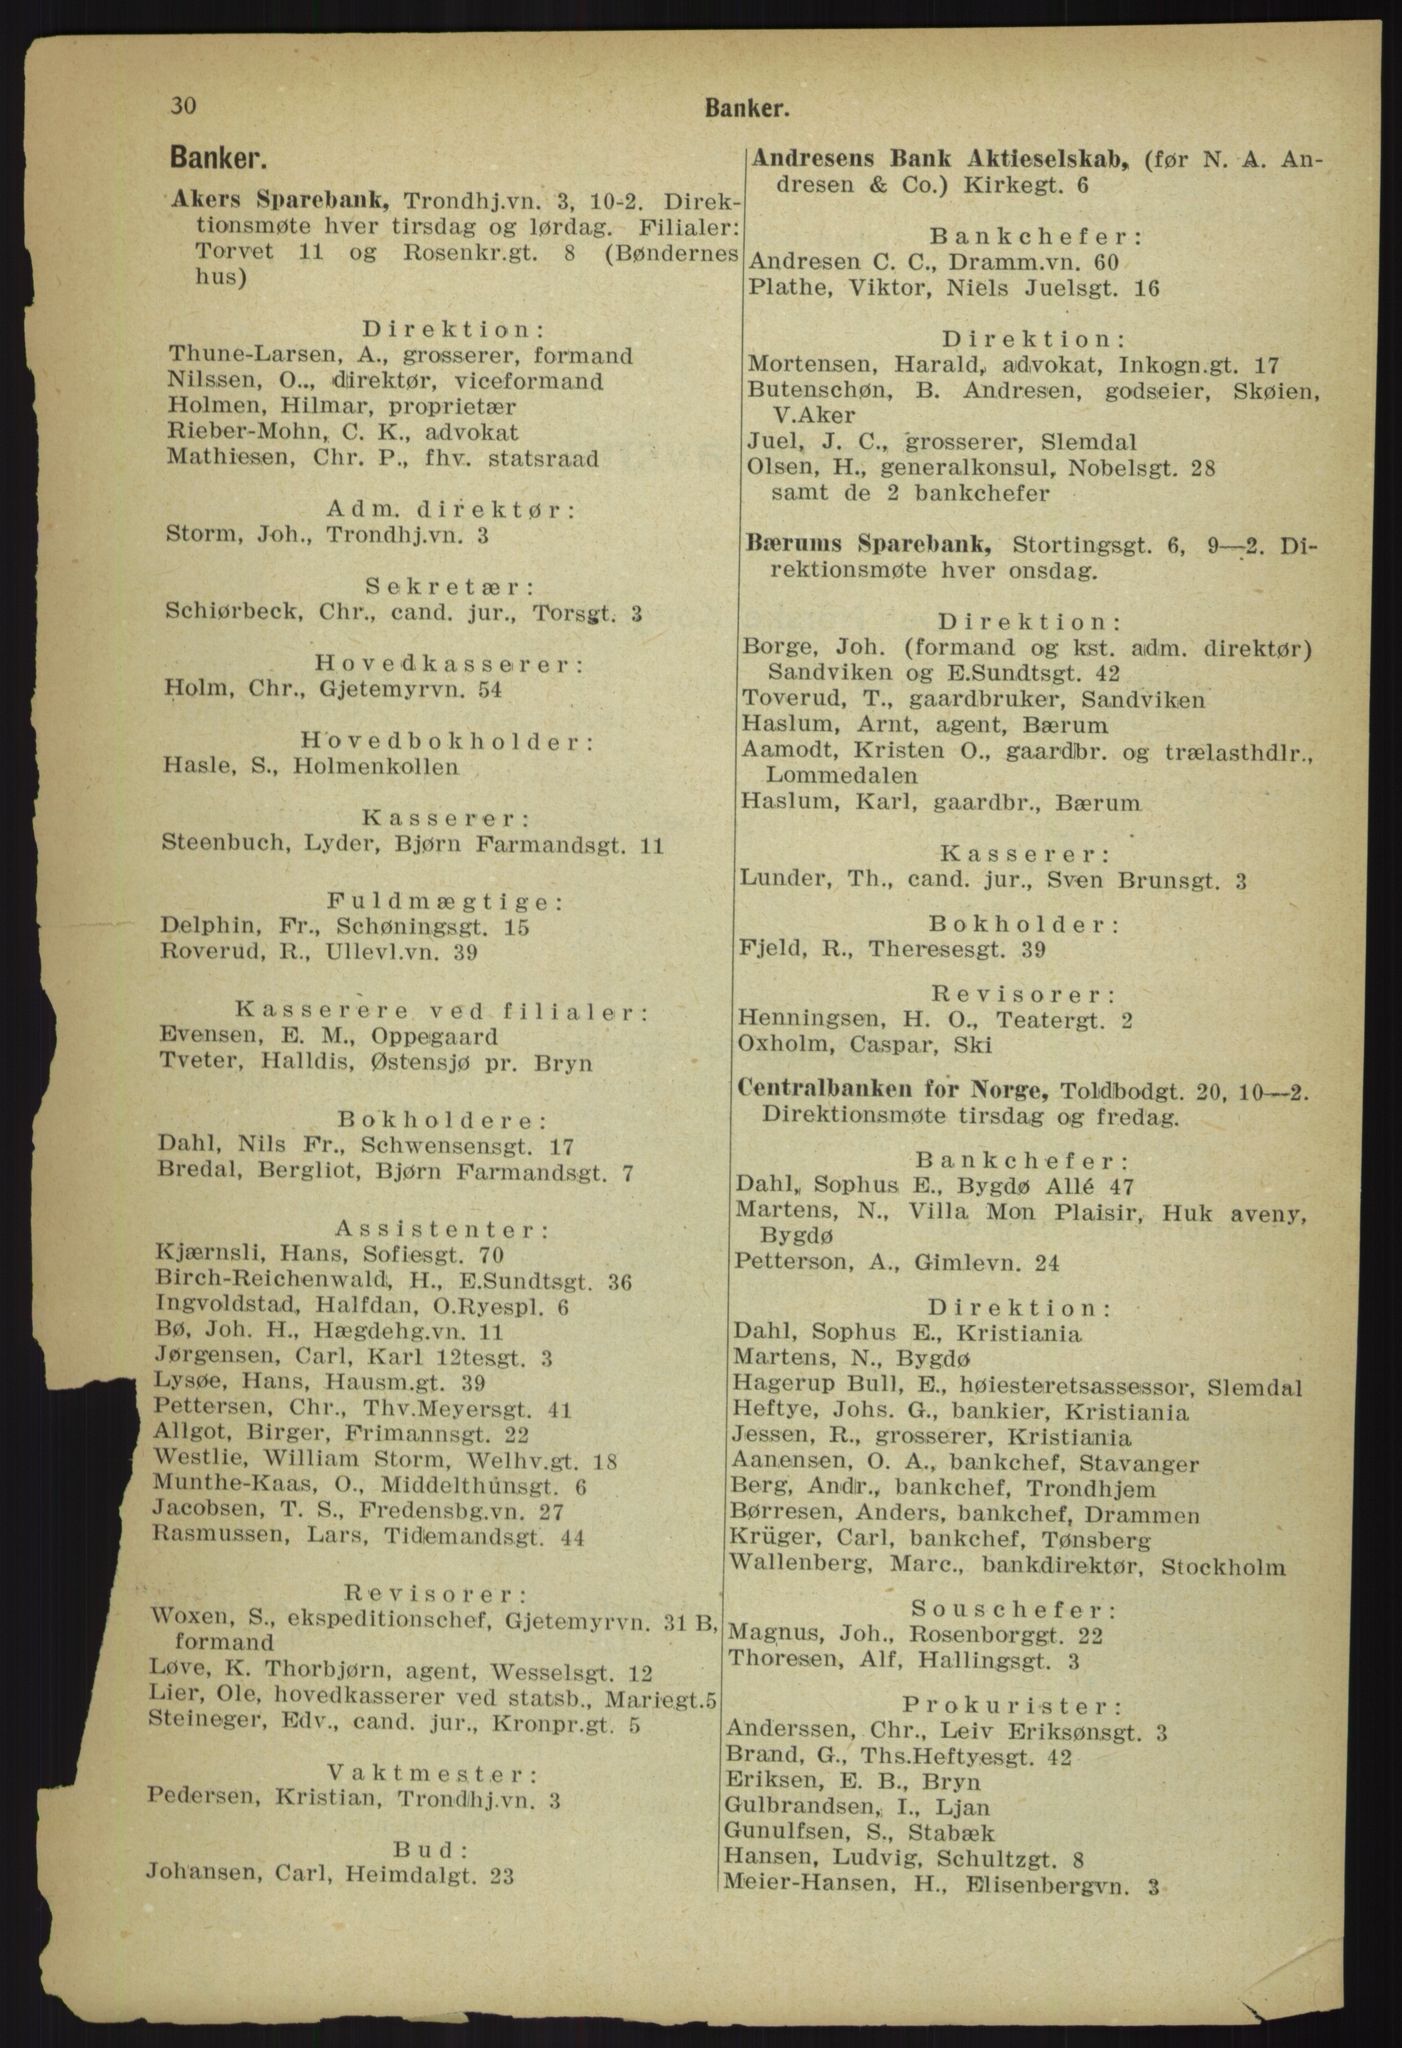 30
Banker.
Banker.
Akers Sparebank, Trondhj.vn. 3, 10-2. Direk-
tionsmøte hver tirsdag og lørdag. Filialer:
Torvet 11 og Rosenkr.gt. 8 (Bøndernes
hus)
Direktion:
Thune-Larsen, A., grosserer, formand
Nilssen, O.., direktør, viceformand
Holmen, Hilmar, proprietær
Rieber-Mohn, C. K., advokat
Mathiesen, Chr. P., fhv. statsraad
Adm. direktør:
Storm, Joh., Trondhj.vn. 3
Sekretær:
Schiørbeck, Chr., cand. jur., Torsgt. 3
Hovedkasserer:
Holm, Chr., Gjetemyrvn. 54
Hovedbokholder:
Hasle, S., Holmenkollen
Kasserer:
Steenbuch, Lyder, Bjørn Farmandsgt. 11
Fuldmægtige:
Delphin, Fr., Schøningsgt. 15
Roverud, R., Ullevl.vn. 39
Kasserere ved filialer:
Evensen, E. M., Oppegaard
Tveter, Halldis, Østensjø pr. Bryn
Bokholdere:
Dahl, Nils Fr., Schwensensgt. 17
Bredal, Bergliot, Bjørn Farmandsgt. 7
Assistenter:
Kjærnsli, Hans, Sofiesgt. 70
Birch-Reichenwald, H., E.Sundtsgt. 36
Ingvoldstad, Halfdan, O.Ryespl. 6
Bø, Joh. H., Hægdehg.vn. 11
Jørgensen, Carl, Karl 12tesgt. 3
Lysøe, Hans, Hausm.gt. 39
Pettersen, Chr., Thv.Meyersgt. 41
Allgot, Birger, Frimannsgt. 22
Westlie, William Storm, Welhv.gt. 18
Munthe-Kaas, O., Middelthunsgt. 6
Jacobsen, T. S., Fredensbg.vn. 27
Rasmussen, Lars, Tidemandsgt. 44
Revisorer:
Woxen, S., ekspeditionschef, Gjetemyrvn. 31 B,
formand
Løve, K. Thorbjørn, agent, Wesselsgt. 12
Lier, Ole, hovedkasserer ved statsb., Mariegt.5
Steineger, Edv., cand. jur., Kronpr.gt. 5
Vaktmester:
Pedersen, Kristian, Trondhj.vn. 3
Bud:
Johansen, Carl, Heimdalgt. 23
Andresens Bank Aktieselskab, (før N. A. An-
dresen & Co.) Kirkegt. 6
Bankchefer:
Andresen C. C., Dramm.vn. 60
Plathe, Viktor, Niels Juelsgt. 16
Direktion:
Mortensen, Harald, advokat, Inkogn.gt. 17
Butenschøn, B. Andresen, godseier, Skøien,
V.Aker
Juel, J. C., grosserer, Slemdal
Olsen, H., generalkonsul, Nobelsgt. 28
samt de 2 bankchefer
Bærums Sparebank, Stortingsgt. 6, 9—2. Di-
rektionsmøte hver onsdag.
Direktion:
Borge, Joh. (formand og kst. adm. direktør)
Sandviken og E.Sundtsgt. 42
Toverud, T., gaardbruker, Sandviken
Haslum, Arnt, agent, Bærum
Aamodt, Kristen O., gaardbr. og trælasthdlr.,
Lommedalen
Haslum, Karl, gaardbr., Bærum
Kasserer:
Lunder, Th., cand. jur., Sven Brunsgt. 3
Bokholder:
Fjeld, R., Theresesgt. 39
Revisorer:
Henningsen, H. O., Teatergt. 2
Oxholm, Caspar, Ski
Centralbanken for Norge, Toldbodgt. 20, 10—2.
Direktionsmøte tirsdag og fredag.
Bankchefer:
Dahl, Sophus E., Bygdø Allé 47
Martens, N., Villa Mon Plaisir, Huk aveny,
Bygdø
Petterson, A., Gimlevn. 24
Direktion:
Dahl, Sophus E., Kristiania
Martens, N., Bygdø
Hagerup Bull, E., høiesteretsassessor, Slemdal
Heftye, Johs. G., bankier, Kristiania
Jessen, R., grosserer, Kristiania
Aanensen, O. A., bankchef, Stavanger
Berg, Andr., bankchef, Trondhjem
Børresen, Anders, bankchef, Drammen
Krüger, Carl, bankchef, Tønsberg
Wallenberg, Marc., bankdirektør, Stockholm
Souschefer:
Magnus, Joh., Rosenborggt. 22
Thoresen, Alf, Hallingsgt. 3
Prokurister:
Anderssen, Chr., Leiv Eriksønsgt. 3
Brand, G., Ths.Heftyesgt. 42
Eriksen, E. B., Bryn
Gulbrandsen, I., Ljan
Gunulfsen, S., Stabæk
Hansen, Ludvig, Schultzgt. 8
Meier-Hansen, H., Elisenbergvn. 3